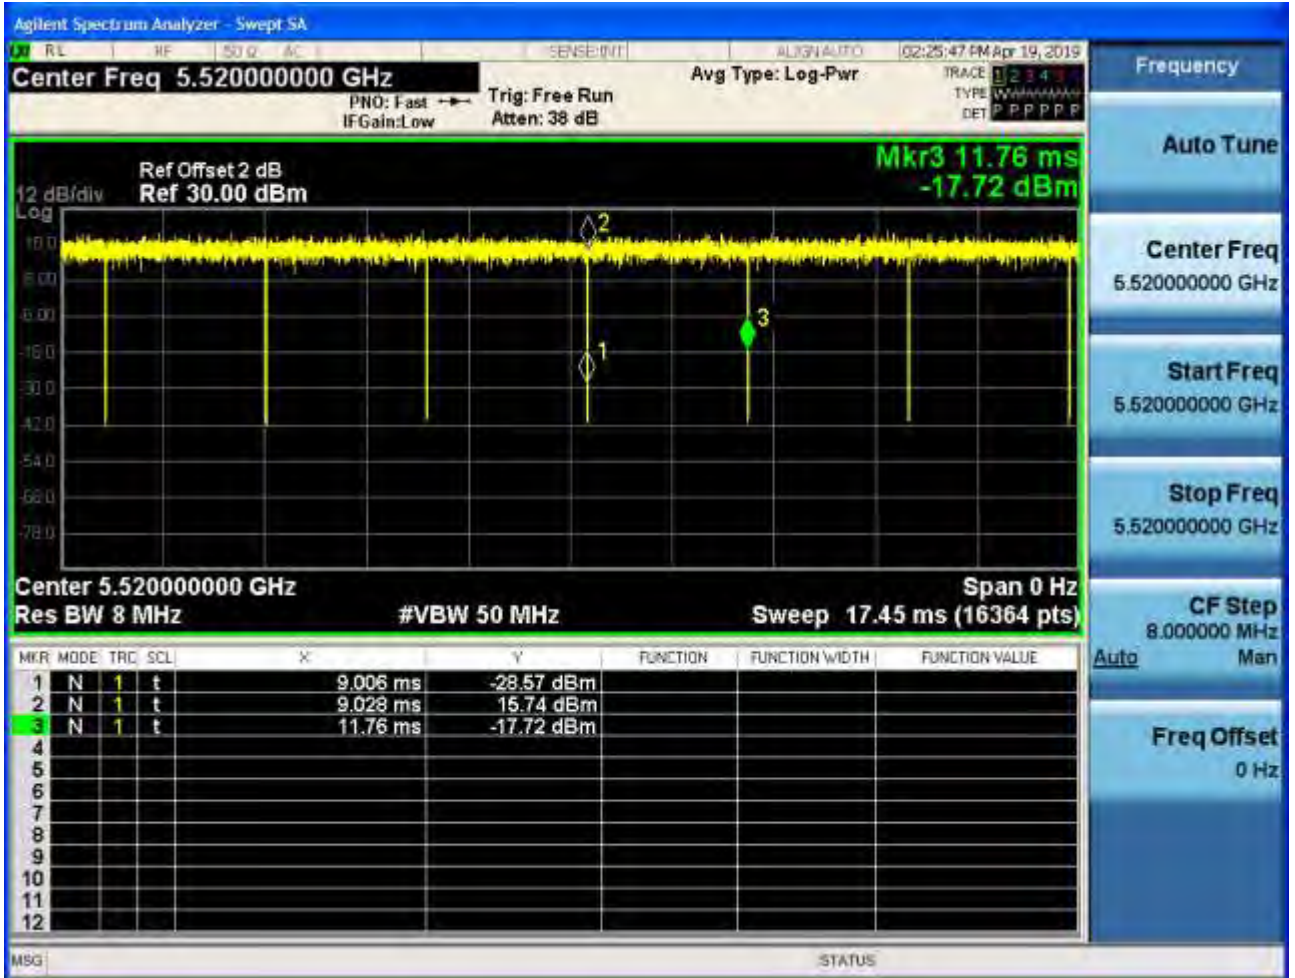 Agilent Spectrum Analyzer - Swept SA
LXI RL RF 50 Ω AC SENSE:INT ALIGN AUTO 02:25:47 PM Apr 19, 2019
Center Freq 5.520000000 GHz
PNO: Fast
IFGain:Low
Trig: Free Run
Atten: 38 dB
Avg Type: Log-Pwr
TRACE 1 2 3 4
TYPE
DET P P P P P P
Mkr3 11.76 ms
-17.72 dBm
Ref Offset 2 dB
12 dB/div Ref 30.00 dBm
Log
18.0
6.00
-6.00
-18.0
-30.0
-42.0
-54.0
-66.0
-78.0
2
3
1
Center 5.520000000 GHz Span 0 Hz
Res BW 8 MHz #VBW 50 MHz Sweep 17.45 ms (16364 pts)
MKR MODE TRC SCL X Y FUNCTION FUNCTION WIDTH FUNCTION VALUE
1 N 1 t 9.006 ms -28.57 dBm
2 N 1 t 9.028 ms 15.74 dBm
3 N 1 t 11.76 ms -17.72 dBm
4
5
6
7
8
9
10
11
12
MSG STATUS
Frequency
Auto Tune
Center Freq
5.520000000 GHz
Start Freq
5.520000000 GHz
Stop Freq
5.520000000 GHz
CF Step
8.000000 MHz
Auto Man
Freq Offset
0 Hz